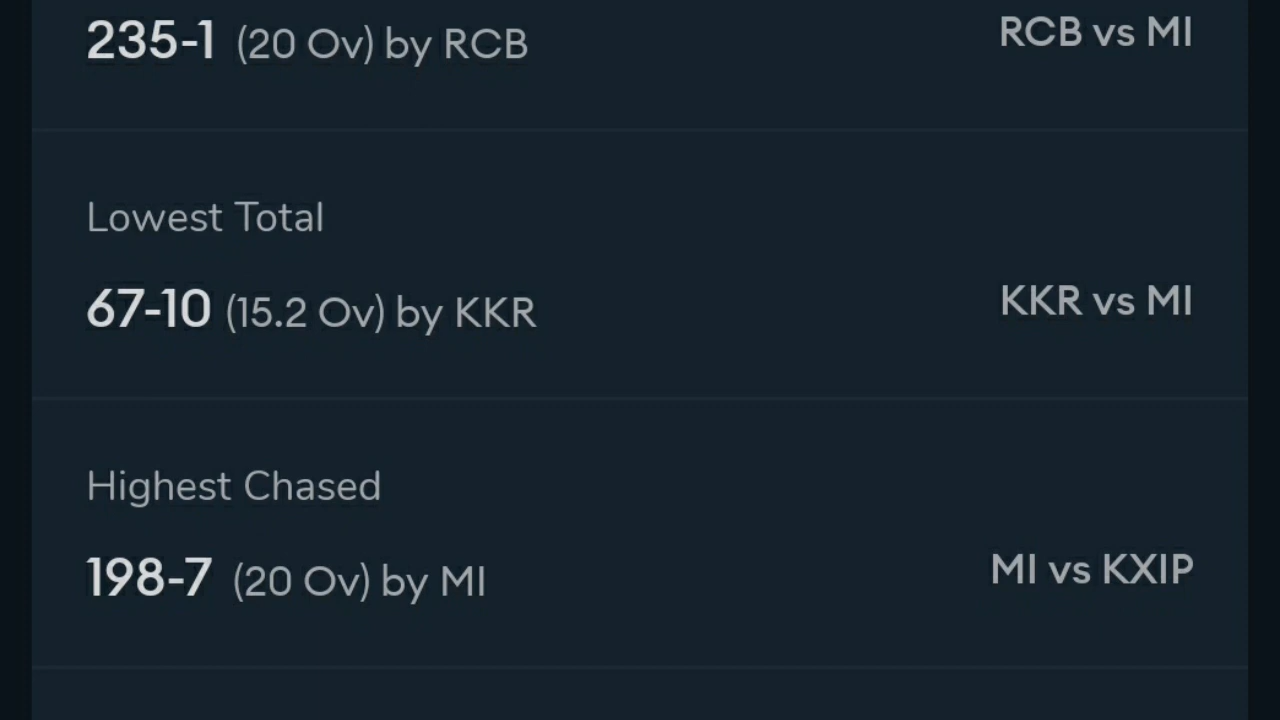 235-1 (20 Ov) by RCB RCB vs MI
Lowest Total
67-10 (15.2 Ov) by KKR KKR vs MI
Highest Chased
198-7 (20 Ov) by MI MI vs KXIP